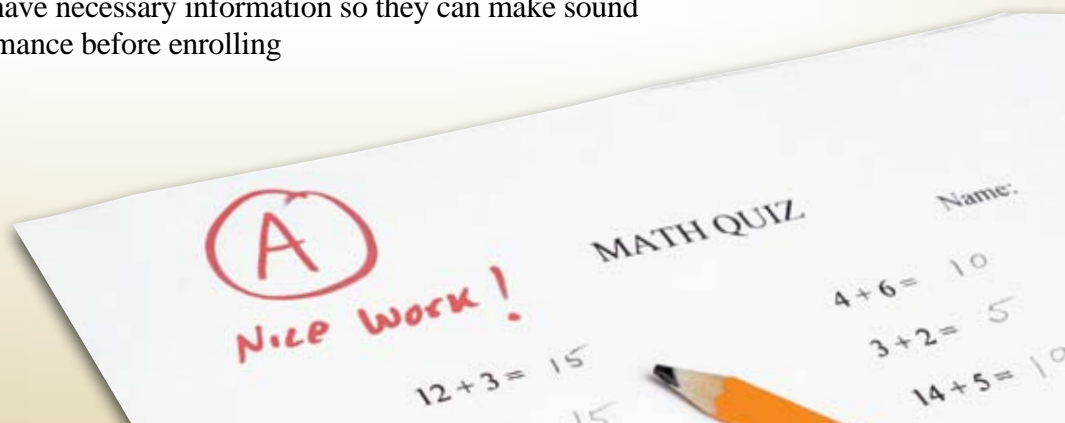 have necessary information so they can make sound
mance before enrolling
A
Nice Work!
MATH QUIZ
Name:
4 + 6 = 10
3 + 2 = 5
12 + 3 = 15
14 + 5 =
15